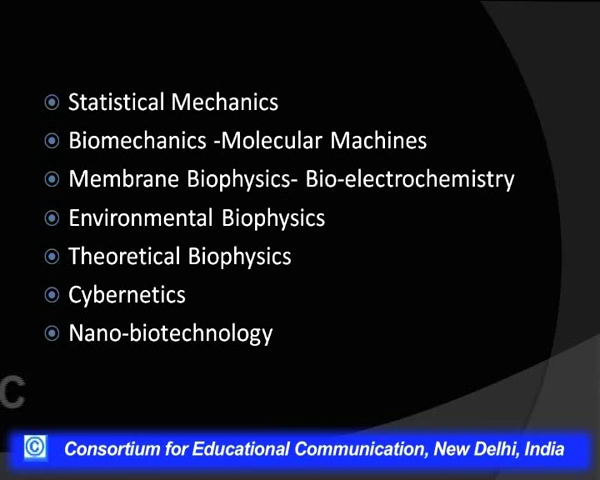 Statistical Mechanics
Biomechanics -Molecular Machines
Membrane Biophysics- Bio-electrochemistry
Environmental Biophysics
Theoretical Biophysics
Cybernetics
Nano-biotechnology
C
© Consortium for Educational Communication, New Delhi, India